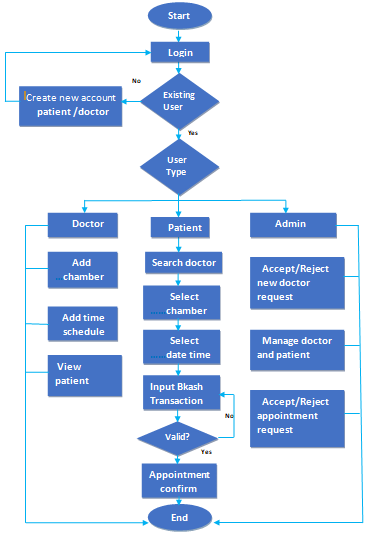 Start
Login
No
Existing
User
Create new account
patient /doctor
Yes
User
Type
Doctor
Patient
Admin
Add
chamber
Search doctor
Accept/Reject
new doctor
request
Select
chamber
Add time
schedule
Select
date time
Manage doctor
and patient
View
patient
Input Bkash
Transaction
Accept/Reject
appointment
request
No
Valid?
Yes
Appointment
confirm
End